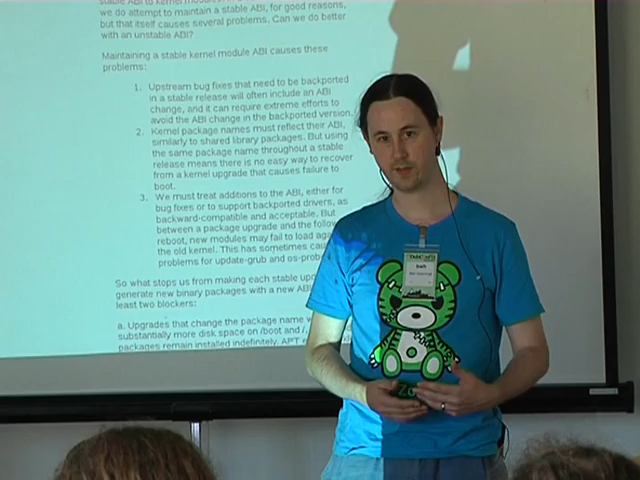 stable ABI to kernel modules in
we do attempt to maintain a stable ABI, for good reasons,
but that itself causes several problems. Can we do better
with an unstable ABI?
Maintaining a stable kernel module ABI causes these
problems:
1. Upstream bug fixes that need to be backported
in a stable release will often include an ABI
change, and it can require extreme efforts to
avoid the ABI change in the backported version.
2. Kernel package names must reflect their ABI,
similarly to shared library packages. But using
the same package name throughout a stable
release means there is no easy way to recover
from a kernel upgrade that causes failure to
boot.
3. We must treat additions to the ABI, either for
bug fixes or to support backported drivers, as
backward-compatible and acceptable. But
between a package upgrade and the follow
reboot, new modules may fail to load aga
the old kernel. This has sometimes cau
problems for update-grub and os-prob
So what stops us from making each stable upd
generate new binary packages with a new ABI
least two blockers:
a. Upgrades that change the package name
substantially more disk space on /boot and /,
packages remain installed indefinitely. APT